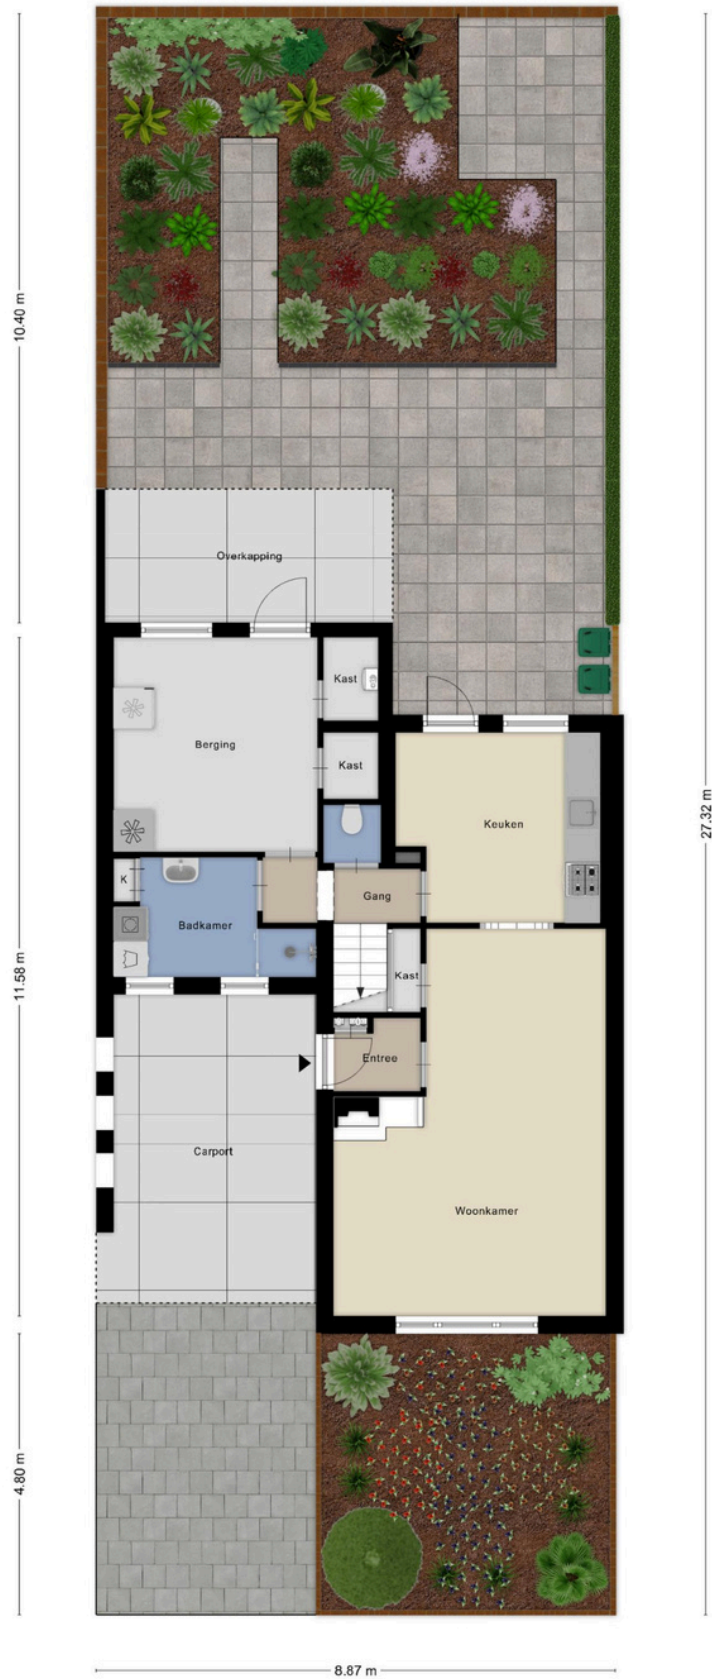 10.40 m
Overkapping
Kast
Berging
Kast
27.32 m
Keuken
K
Gang
Badkamer
11.58 m
Kast
Entree
Carport
Woonkamer
4.80 m
8.87 m